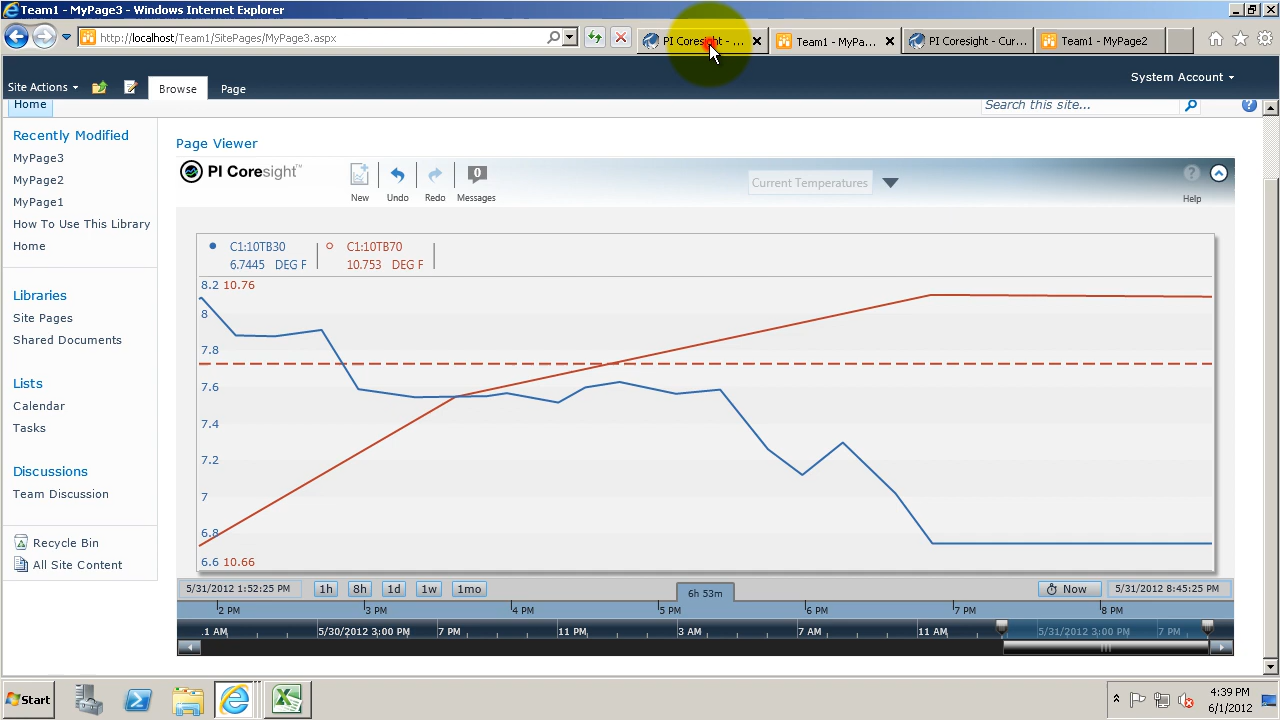 Team1 - MyPage3 - Windows Internet Explorer
http://localhost/Team1/SitePages/MyPage3.aspx
PI Coresight - ...
Team1 - MyPa...
PI Coresight - Cur...
Team1 - MyPage2
Site Actions
Browse
Page
System Account
Home
Search this site...
Recently Modified
MyPage3
MyPage2
MyPage1
How To Use This Library
Home
Libraries
Site Pages
Shared Documents
Lists
Calendar
Tasks
Discussions
Team Discussion
Recycle Bin
All Site Content
Page Viewer
PI Coresight™
New
Undo
0
Redo
Messages
Current Temperatures
Help
C1:10TB30
6.7445 DEG F
C1:10TB70
10.753 DEG F
8.2 10.76
8
7.8
7.6
7.4
7.2
7
6.8
6.6 10.66
5/31/2012 1:52:25 PM
1h
8h
1d
1w
1mo
6h 53m
Now
5/31/2012 8:45:25 PM
2 PM
3 PM
4 PM
5 PM
6 PM
7 PM
8 PM
1 AM
5/30/2012 3:00 PM
7 PM
11 PM
3 AM
7 AM
11 AM
5/31/2012 3:00 PM
7 PM
Start
4:39 PM
6/1/2012